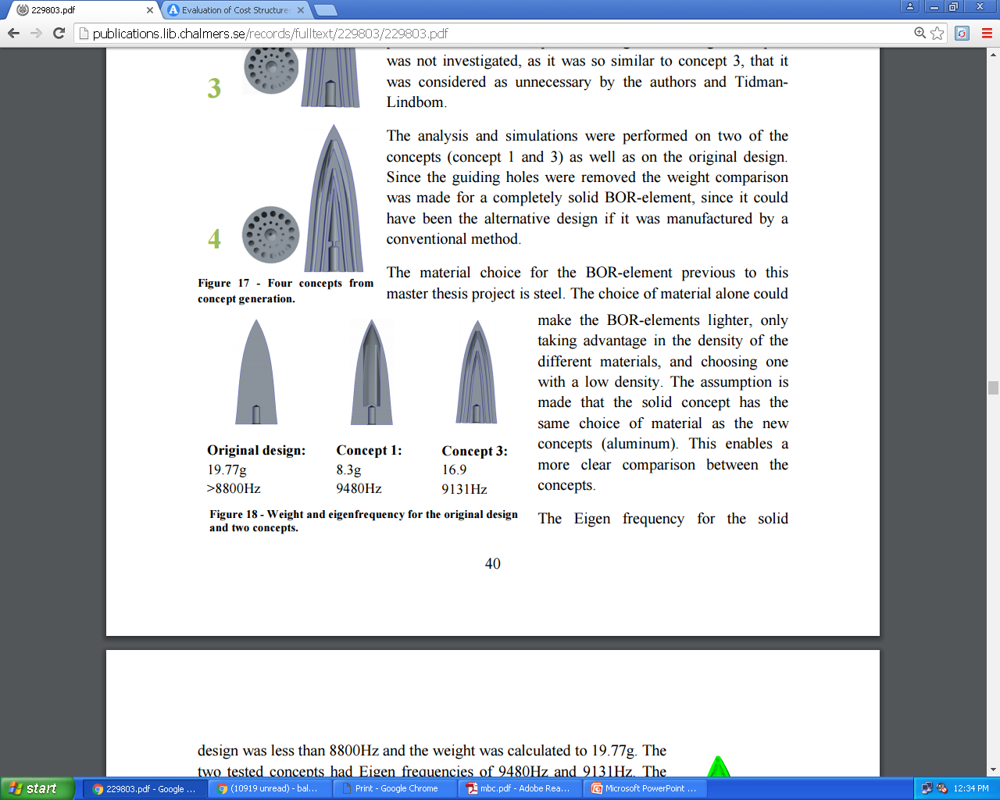 229803.pdf
Evaluation of Cost Structure
publications.lib.chalmers.se/records/fulltext/229803/229803.pdf
was not investigated, as it was so similar to concept 3, that it
was considered as unnecessary by the authors and Tidman-
Lindbom.
3
The analysis and simulations were performed on two of the
concepts (concept 1 and 3) as well as on the original design.
Since the guiding holes were removed the weight comparison
was made for a completely solid BOR-element, since it could
have been the alternative design if it was manufactured by a
conventional method.
4
Figure 17 - Four concepts from
concept generation.
The material choice for the BOR-element previous to this
master thesis project is steel. The choice of material alone could
make the BOR-elements lighter, only
taking advantage in the density of the
different materials, and choosing one
with a low density. The assumption is
made that the solid concept has the
same choice of material as the new
concepts (aluminum). This enables a
more clear comparison between the
concepts.
Original design:
19.77g
>8800Hz
Concept 1:
8.3g
9480Hz
Concept 3:
16.9
9131Hz
Figure 18 - Weight and eigenfrequency for the original design
and two concepts.
The Eigen frequency for the solid
40
design was less than 8800Hz and the weight was calculated to 19.77g. The
two tested concepts had Eigen frequencies of 9480Hz and 9131Hz. The
start
229803.pdf - Google ...
(10919 unread) - bal...
Print - Google Chrome
mbc.pdf - Adobe Rea...
Microsoft PowerPoint ...
12:34 PM